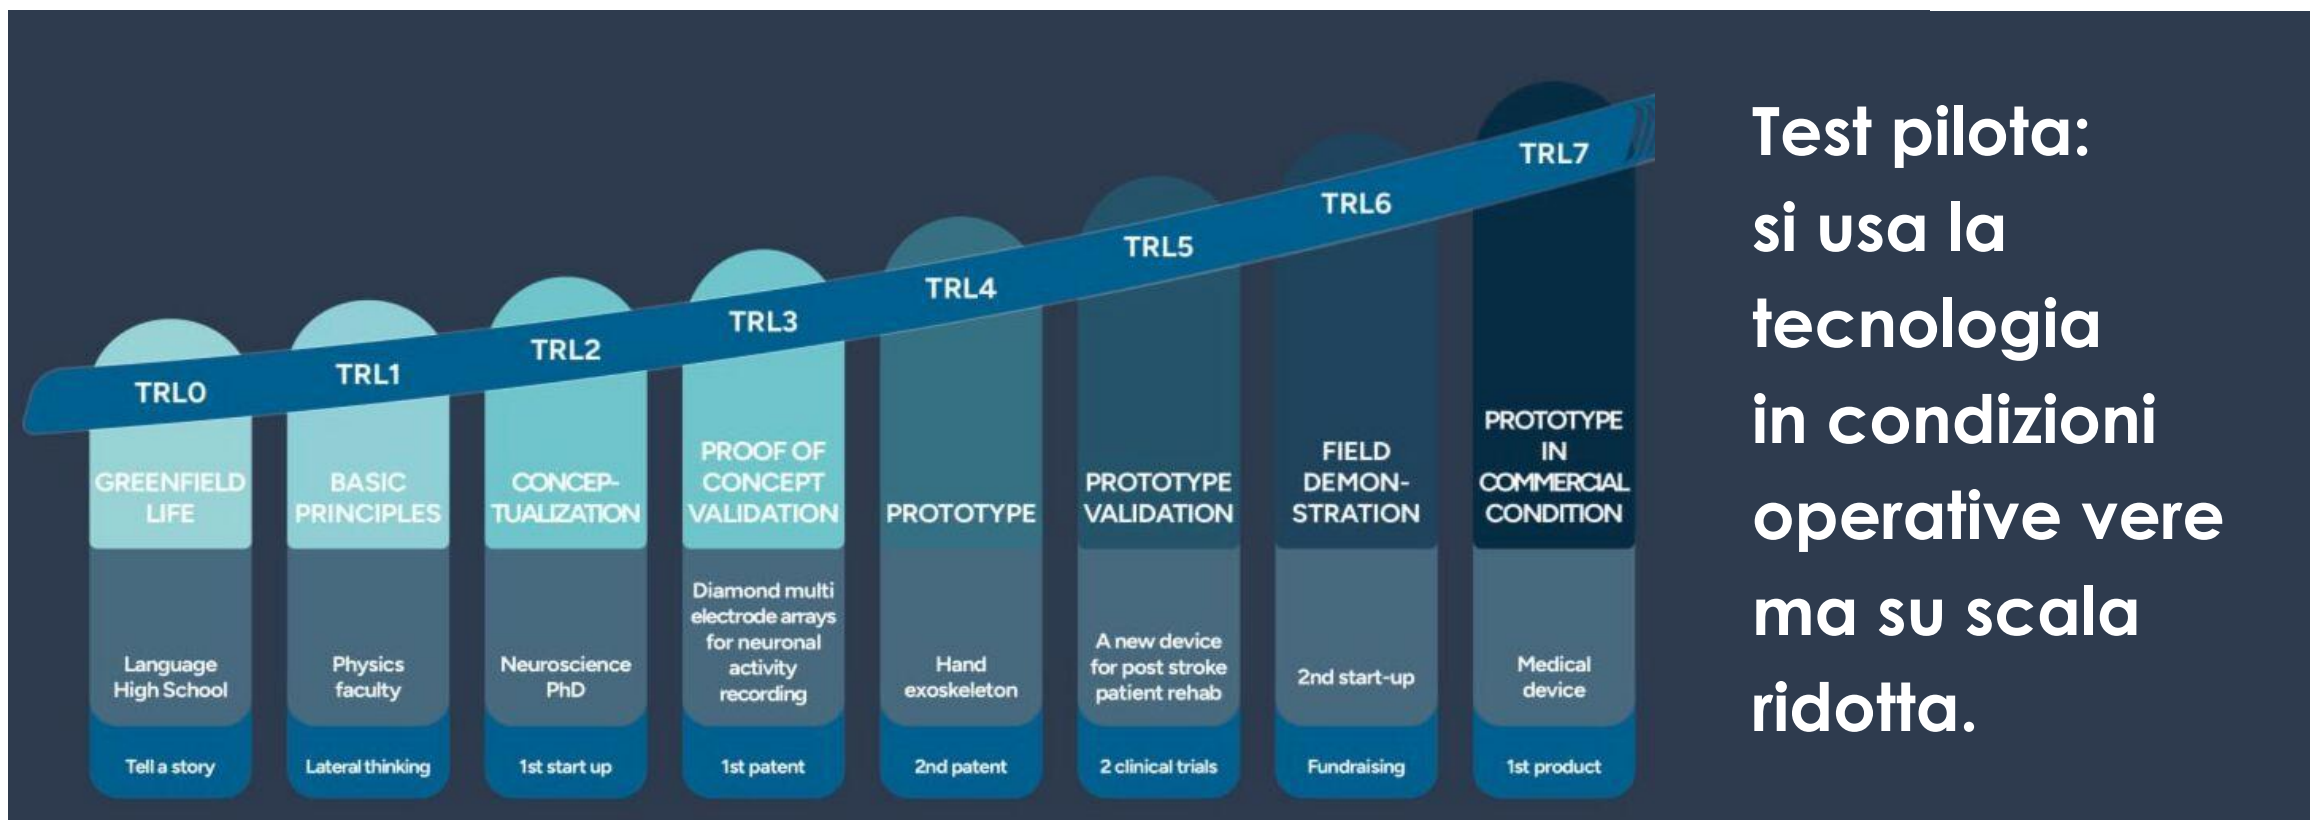 TRL0
GREENFIELD
LIFE
Language
High School
Tell a story
TRL1
BASIC
PRINCIPLES
Physics
faculty
Lateral thinking
TRL2
CONCEP-
TUALIZATION
Neuroscience
PhD
1st start up
TRL3
PROOF OF
CONCEPT
VALIDATION
Diamond multi
electrode arrays
for neuronal
activity
recording
1st patent
TRL4
PROTOTYPE
Hand
exoskeleton
2nd patent
TRL5
PROTOTYPE
VALIDATION
A new device
for post stroke
patient rehab
2 clinical trials
TRL6
FIELD
DEMON-
STRATION
2nd start-up
Fundraising
TRL7
PROTOTYPE
IN
COMMERCIAL
CONDITION
Medical
device
1st product
Test pilota:
si usa la
tecnologia
in condizioni
operative vere
ma su scala
ridotta.